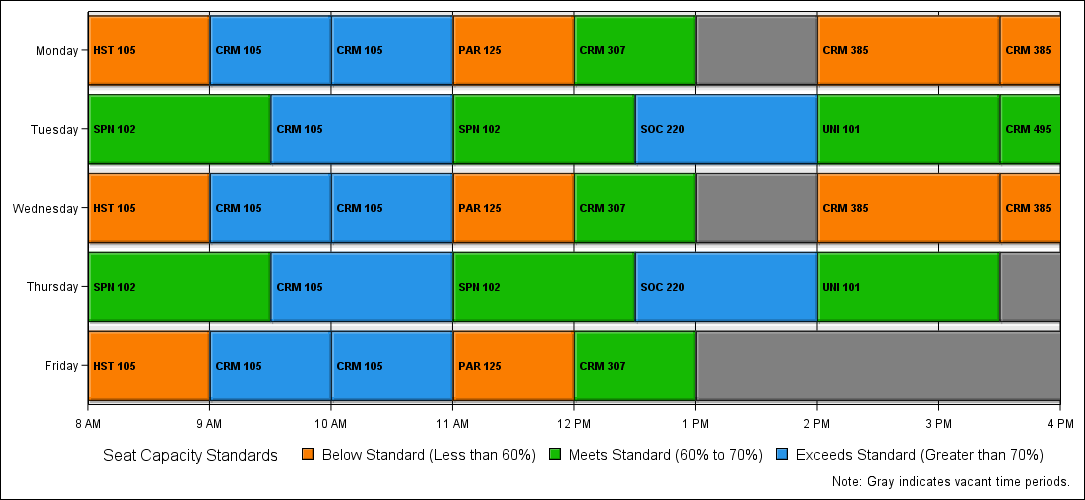 Monday HST 105 CRM 105 CRM 105 PAR 125 CRM 307 CRM 385 CRM 385
Tuesday SPN 102 CRM 105 SPN 102 SOC 220 UNI 101 CRM 495
Wednesday HST 105 CRM 105 CRM 105 PAR 125 CRM 307 CRM 385 CRM 385
Thursday SPN 102 CRM 105 SPN 102 SOC 220 UNI 101
Friday HST 105 CRM 105 CRM 105 PAR 125 CRM 307
8 AM 9 AM 10 AM 11 AM 12 PM 1 PM 2 PM 3 PM 4 PM
Seat Capacity Standards Below Standard (Less than 60%) Meets Standard (60% to 70%) Exceeds Standard (Greater than 70%)
Note: Gray indicates vacant time periods.